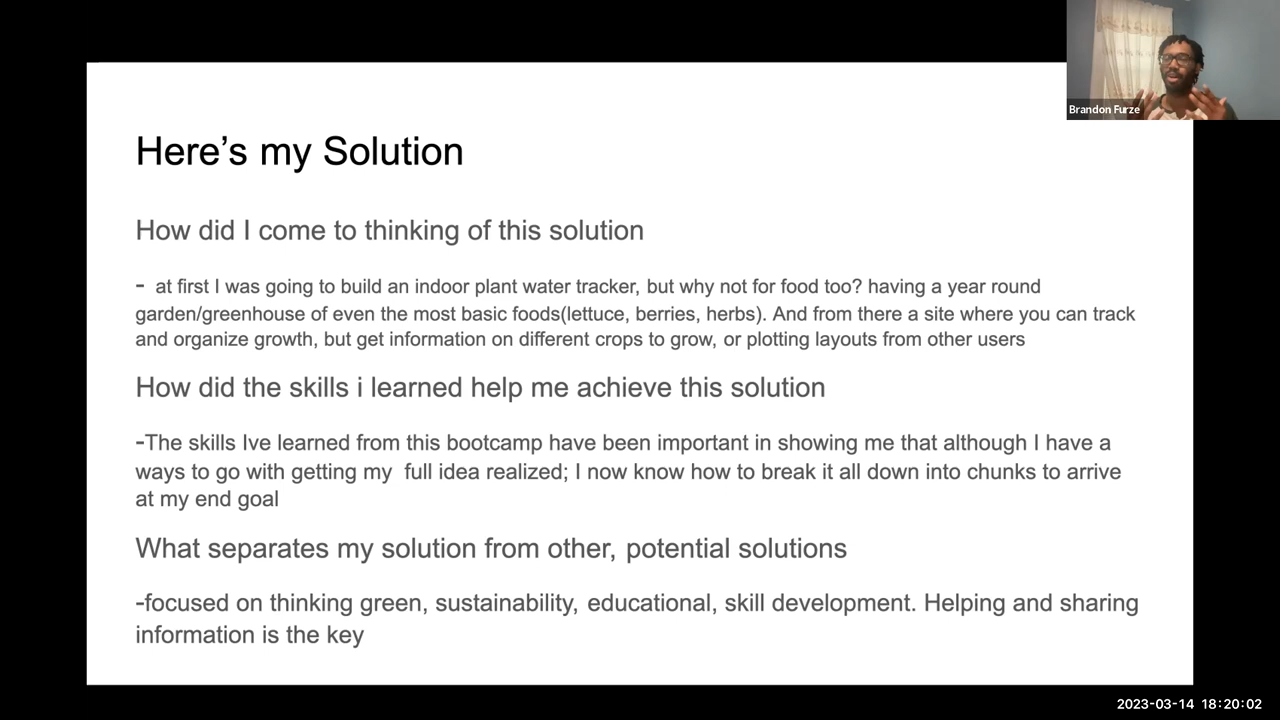 Brandon Furze
Here's my Solution
How did I come to thinking of this solution
- at first I was going to build an indoor plant water tracker, but why not for food too? having a year round
garden/greenhouse of even the most basic foods(lettuce, berries, herbs). And from there a site where you can track
and organize growth, but get information on different crops to grow, or plotting layouts from other users
How did the skills i learned help me achieve this solution
-The skills Ive learned from this bootcamp have been important in showing me that although I have a
ways to go with getting my  full idea realized; I now know how to break it all down into chunks to arrive
at my end goal
What separates my solution from other, potential solutions
-focused on thinking green, sustainability, educational, skill development. Helping and sharing
information is the key
2023-03-14 18:20:02